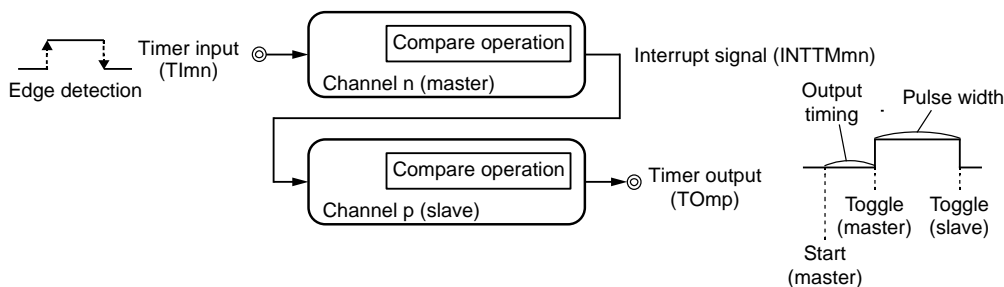 Edge detection
Timer input
(TImn)
Compare operation
Channel n (master)
Interrupt signal (INTTMmn)
Compare operation
Channel p (slave)
Timer output
(TOmp)
Output
timing
Pulse width
Toggle
(master)
Toggle
(slave)
Start
(master)